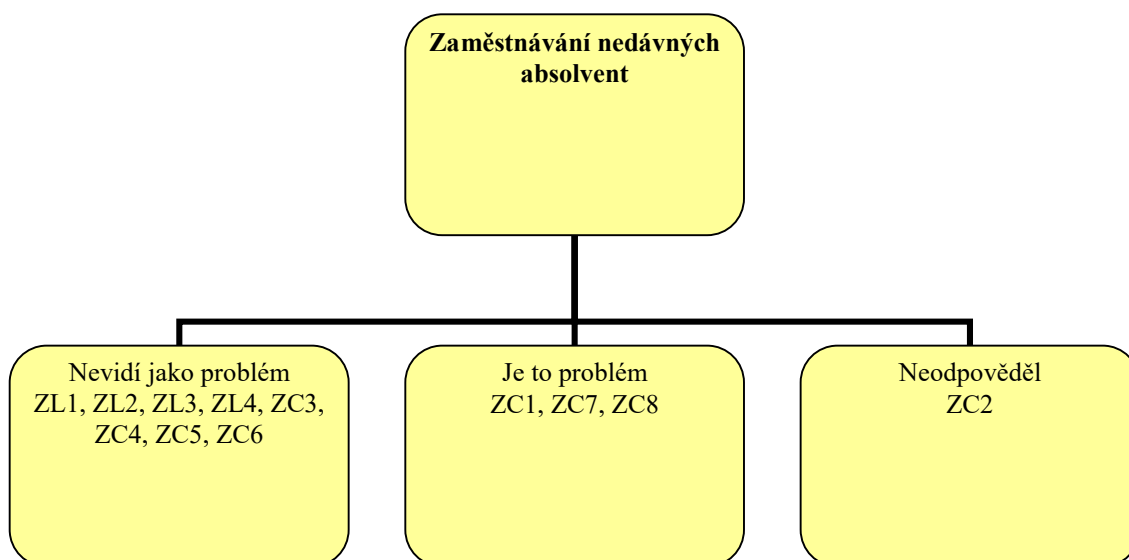 Zaměstnávání nedávných
absolvent
Nevidí jako problém
ZL1, ZL2, ZL3, ZL4, ZC3,
ZC4, ZC5, ZC6
Je to problém
ZC1, ZC7, ZC8
Neodpověděl
ZC2